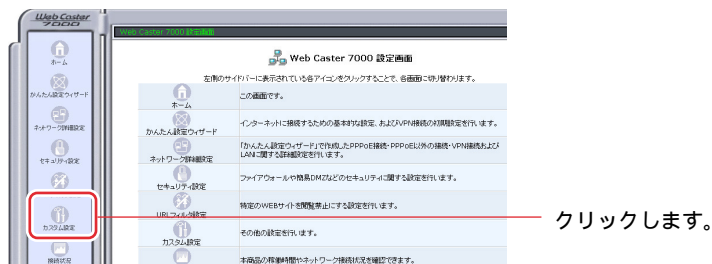 Web Caster
7000
Web Caster 7000 設定画面
ホーム
かんたん設定ウィザード
ネットワーク詳細設定
セキュリティ設定
カスタム設定
接続状況
Web Caster 7000 設定画面
左側のサイドバーに表示されている各アイコンをクリックすることで、各画面に切り替わります。
ホーム
この画面です。
かんたん設定ウィザード
インターネットに接続するための基本的な設定、およびVPN接続の初期設定を行います。
ネットワーク詳細設定
「かんたん設定ウィザード」で作成したPPPoE接続・PPPoE以外の接続・VPN接続および
LANに関する詳細設定を行います。
セキュリティ設定
ファイアウォールや簡易DMZなどのセキュリティに関する設定を行います。
URLフィルタ設定
特定のWEBサイトを閲覧禁止にする設定を行います。
カスタム設定
その他の設定を行います。
本商品の稼働時間やネットワーク接続状況を確認できます。
クリックします。